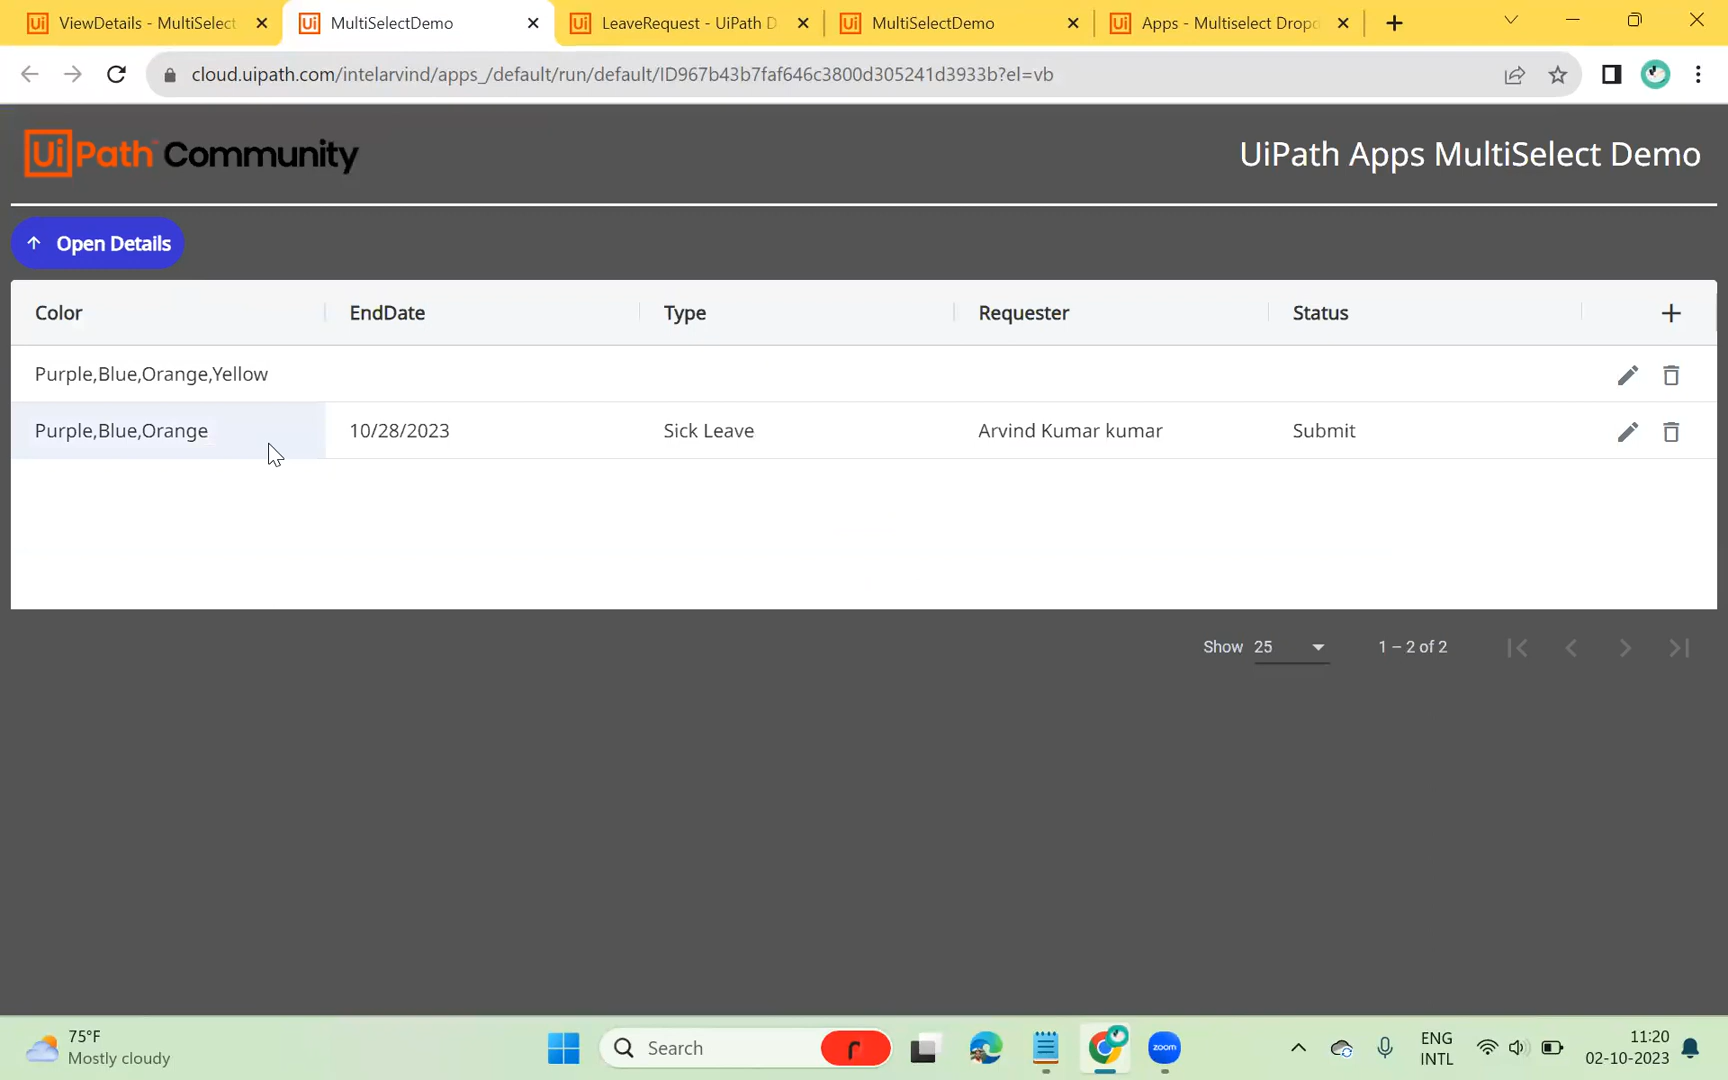 ViewDetails - MultiSelect
MultiSelectDemo
LeaveRequest - UiPath D
MultiSelectDemo
Apps - Multiselect Dropd
cloud.uipath.com/intelarvind/apps_/default/run/default/ID967b43b7faf646c3800d305241d3933b?el=vb
UiPath Community
UiPath Apps MultiSelect Demo
Open Details
Color EndDate Type Requester Status
Purple,Blue,Orange,Yellow
Purple,Blue,Orange 10/28/2023 Sick Leave Arvind Kumar kumar Submit
Show 25 1 – 2 of 2
75°F
Mostly cloudy
Search
zoom
ENG
INTL
11:20
02-10-2023